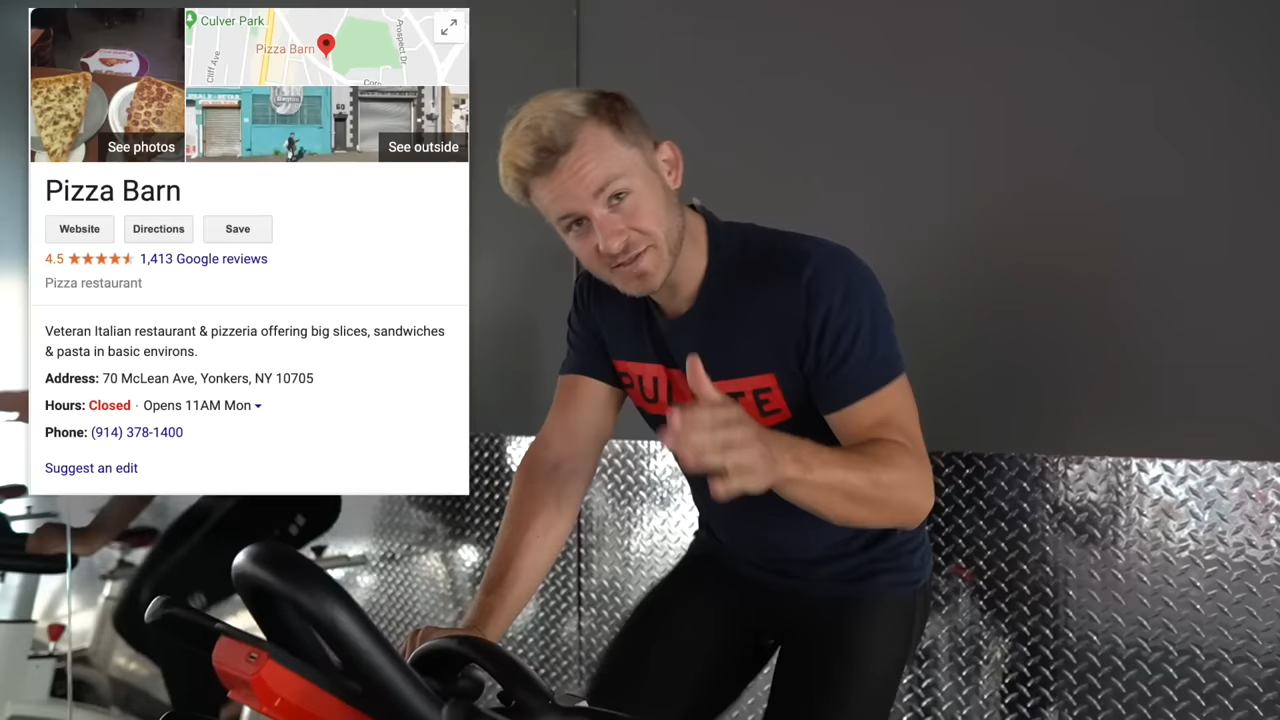 Culver Park
Pizza Barn
Cliff Ave
Prospect Dr
See photos
See outside
Pizza Barn
Website
Directions
Save
4.5
1,413 Google reviews
Pizza restaurant
Veteran Italian restaurant & pizzeria offering big slices, sandwiches
& pasta in basic environs.
Address: 70 McLean Ave, Yonkers, NY 10705
Hours: Closed · Opens 11AM Mon
Phone: (914) 378-1400
Suggest an edit
60